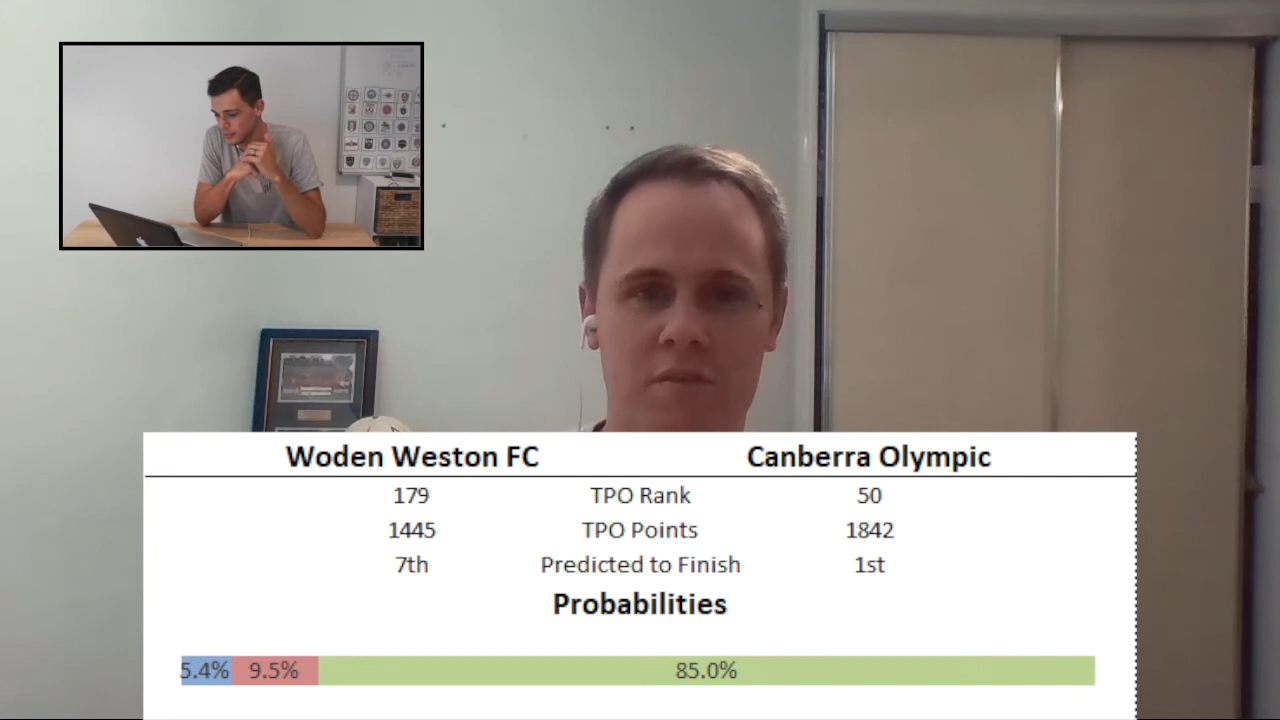 Woden Weston FC Canberra Olympic
179 TPO Rank 50
1445 TPO Points 1842
7th Predicted to Finish 1st
Probabilities
5.4% 9.5% 85.0%